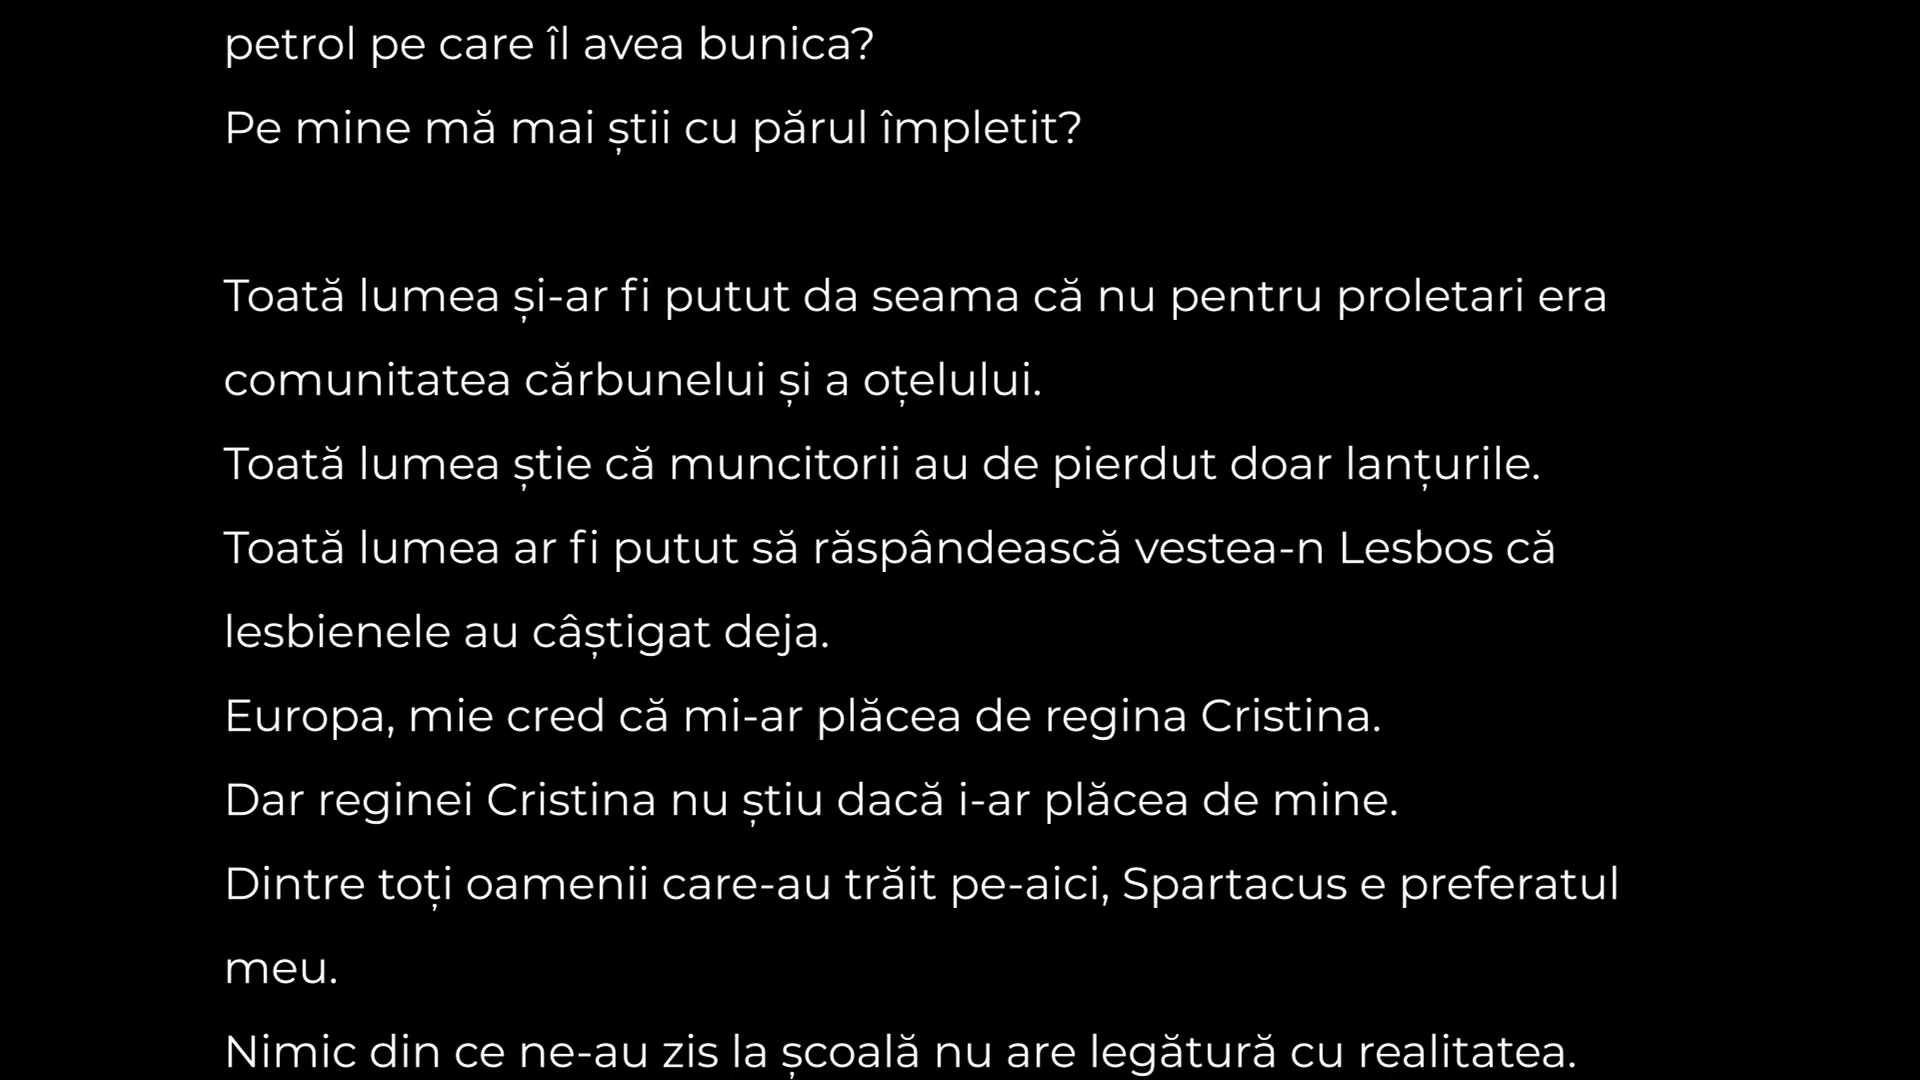 petrol pe care îl avea bunica?
Pe mine mă mai știi cu părul împletit?
Toată lumea și-ar fi putut da seama că nu pentru proletari era
comunitatea cărbunelui și a oțelului.
Toată lumea știe că muncitorii au de pierdut doar lanțurile.
Toată lumea ar fi putut să răspândească vestea-n Lesbos că
lesbienele au câștigat deja.
Europa, mie cred că mi-ar plăcea de regina Cristina.
Dar reginei Cristina nu știu dacă i-ar plăcea de mine.
Dintre toți oamenii care-au trăit pe-aici, Spartacus e preferatul
meu.
Nimic din ce ne-au zis la școală nu are legătură cu realitatea.